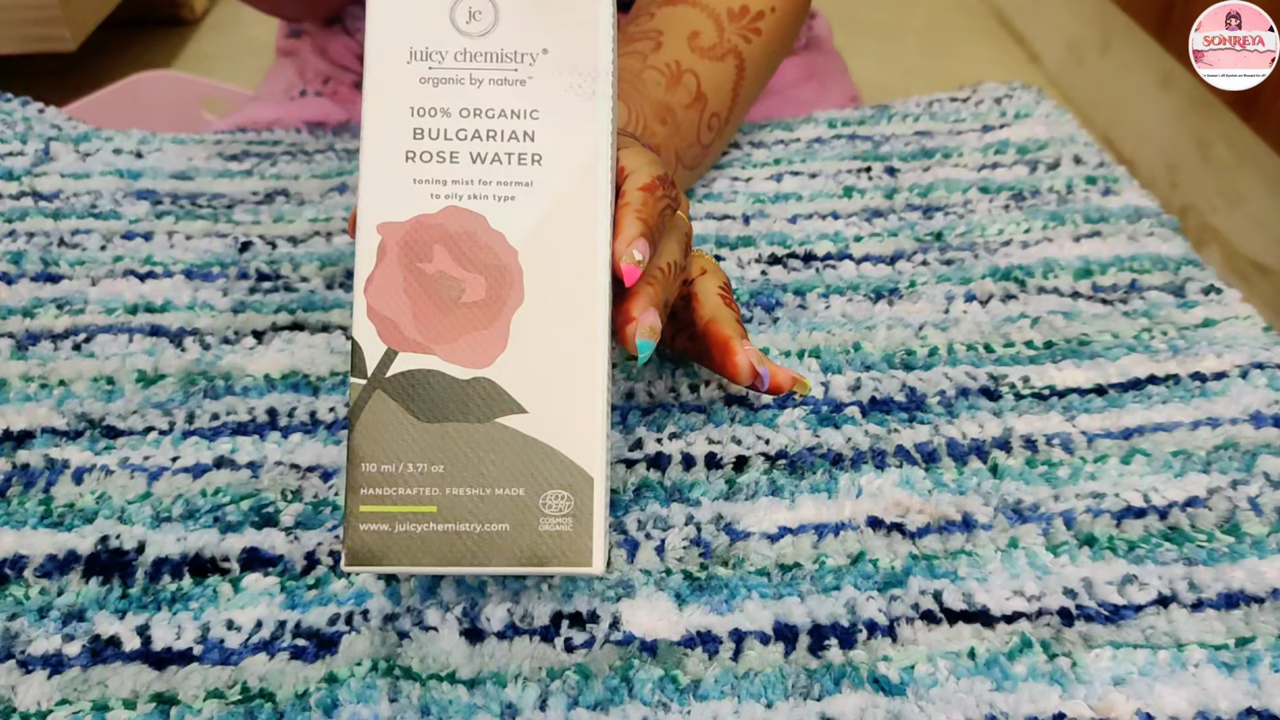 jc
juicy chemistry®
organic by nature™
100% ORGANIC
BULGARIAN
ROSE WATER
toning mist for normal
to oily skin type
110 ml / 3.71 oz
HANDCRAFTED. FRESHLY MADE
www. juicychemistry.com
ECO
CERT
COSMOS
ORGANIC
SOHREYA